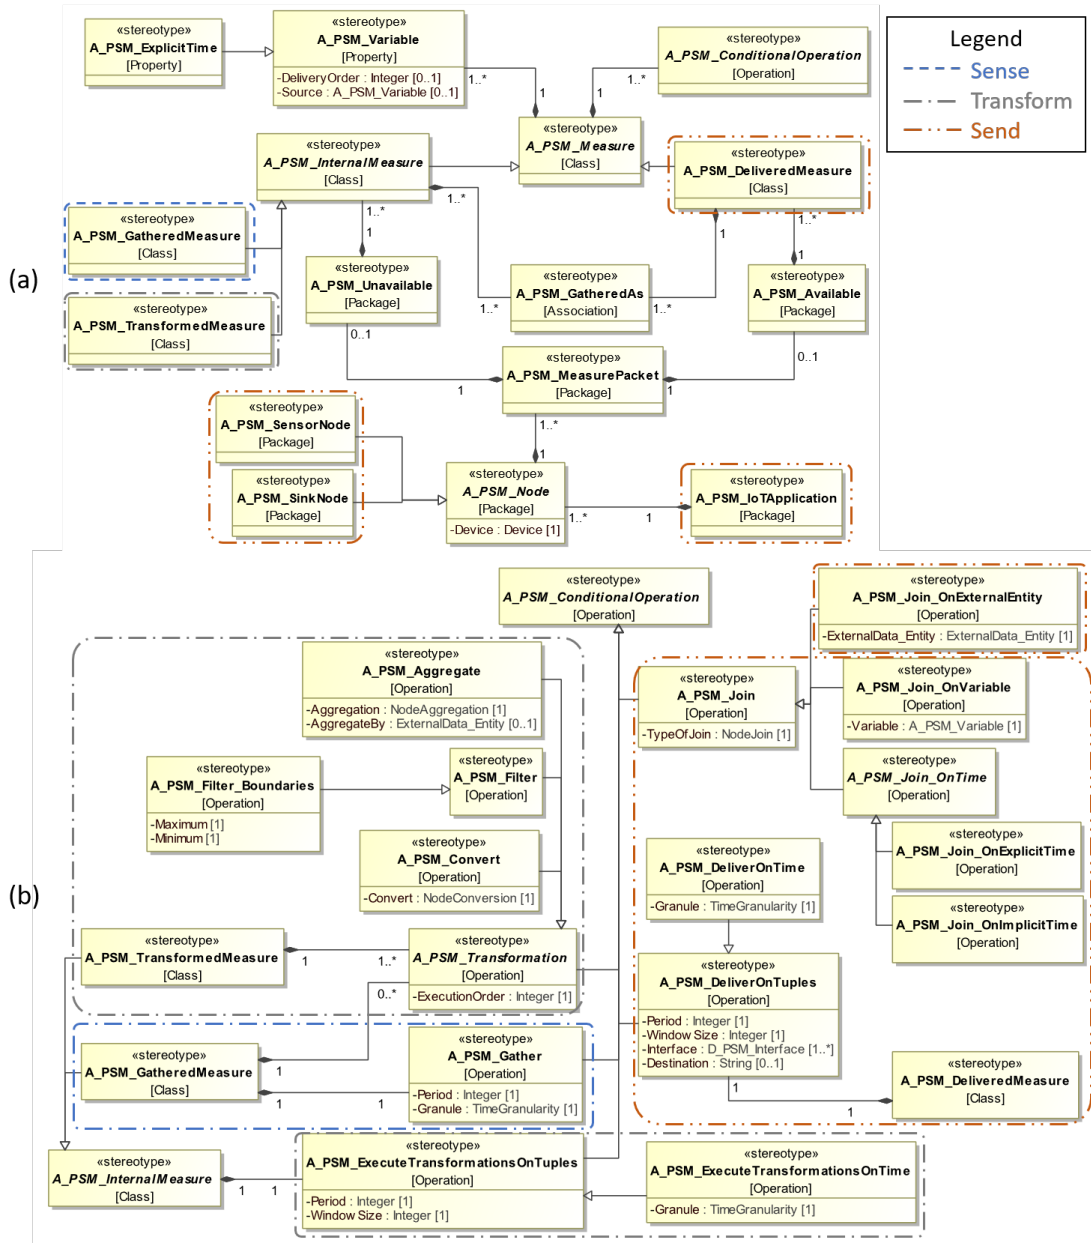 «stereotype»
A_PSM_ExplicitTime
[Property]
«stereotype»
A_PSM_Variable
[Property]
-DeliveryOrder : Integer [0..1]
-Source : A_PSM_Variable [0..1]
1..*
1
«stereotype»
A_PSM_ConditionalOperation
[Operation]
1..*
1
Legend
Sense
Transform
Send
«stereotype»
A_PSM_Measure
[Class]
«stereotype»
A_PSM_InternalMeasure
[Class]
«stereotype»
A_PSM_DeliveredMeasure
[Class]
1..*
1
1..*
1..*
1
1..*
1
«stereotype»
A_PSM_GatheredMeasure
[Class]
(a)
«stereotype»
A_PSM_Unavailable
[Package]
«stereotype»
A_PSM_GatheredAs
[Association]
1..*
1..*
«stereotype»
A_PSM_Available
[Package]
«stereotype»
A_PSM_TransformedMeasure
[Class]
0..1
0..1
«stereotype»
A_PSM_MeasurePacket
[Package]
1
1
«stereotype»
A_PSM_SensorNode
[Package]
1..*
1
«stereotype»
A_PSM_SinkNode
[Package]
«stereotype»
A_PSM_Node
[Package]
-Device : Device [1]
1..*
1
«stereotype»
A_PSM_IoTApplication
[Package]
«stereotype»
A_PSM_ConditionalOperation
[Operation]
«stereotype»
A_PSM_Join_OnExternalEntity
[Operation]
-ExternalData_Entity : ExternalData_Entity [1]
«stereotype»
A_PSM_Aggregate
[Operation]
-Aggregation : NodeAggregation [1]
-AggregateBy : ExternalData_Entity [0..1]
«stereotype»
A_PSM_Join
[Operation]
-TypeOfJoin : NodeJoin [1]
«stereotype»
A_PSM_Join_OnVariable
[Operation]
-Variable : A_PSM_Variable [1]
«stereotype»
A_PSM_Filter_Boundaries
[Operation]
-Maximum [1]
-Minimum [1]
«stereotype»
A_PSM_Filter
[Operation]
«stereotype»
A_PSM_Join_OnTime
[Operation]
«stereotype»
A_PSM_Convert
[Operation]
-Convert : NodeConversion [1]
«stereotype»
A_PSM_DeliverOnTime
[Operation]
-Granule : TimeGranularity [1]
«stereotype»
A_PSM_Join_OnExplicitTime
[Operation]
(b)
«stereotype»
A_PSM_Join_OnImplicitTime
[Operation]
«stereotype»
A_PSM_TransformedMeasure
[Class]
1
1..*
«stereotype»
A_PSM_Transformation
[Operation]
-ExecutionOrder : Integer [1]
0..*
«stereotype»
A_PSM_DeliverOnTuples
[Operation]
-Period : Integer [1]
-Window Size : Integer [1]
-Interface : D_PSM_Interface [1..*]
-Destination : String [0..1]
«stereotype»
A_PSM_GatheredMeasure
[Class]
1
1
1
«stereotype»
A_PSM_Gather
[Operation]
-Period : Integer [1]
-Granule : TimeGranularity [1]
1
1
«stereotype»
A_PSM_DeliveredMeasure
[Class]
«stereotype»
A_PSM_InternalMeasure
[Class]
1
1
«stereotype»
A_PSM_ExecuteTransformationsOnTuples
[Operation]
-Period : Integer [1]
-Window Size : Integer [1]
«stereotype»
A_PSM_ExecuteTransformationsOnTime
[Operation]
-Granule : TimeGranularity [1]